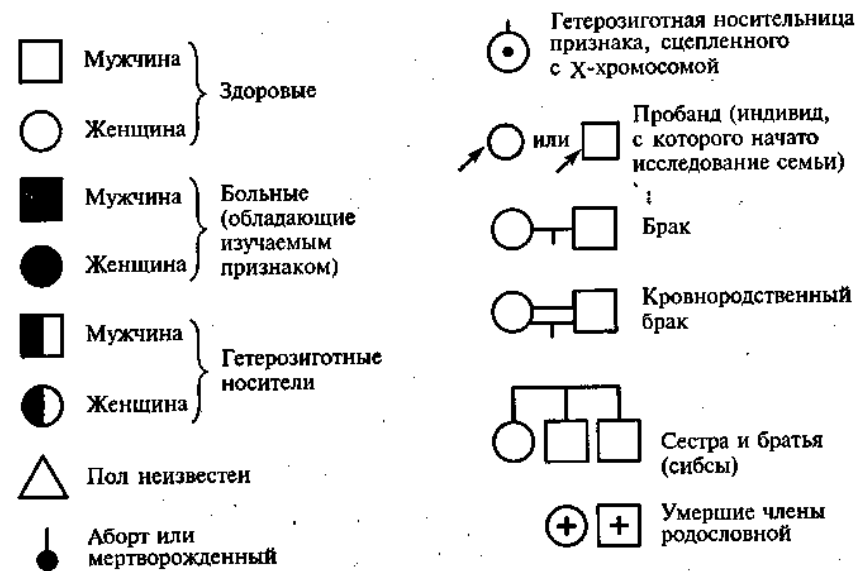 Мужчина
Здоровые
Женщина
Мужчина
Больные
(обладающие
изучаемым
признаком)
Женщина
Мужчина
Гетерозиготные
носители
Женщина
Пол неизвестен
Аборт или
мертворожденный
Гетерозиготная носительница
признака, сцепленного
с X-хромосомой
или
Пробанд (индивид,
с которого начато
исследование семьи)
Брак
Кровнородственный
брак
Сестра и братья
(сибсы)
Умершие члены
родословной